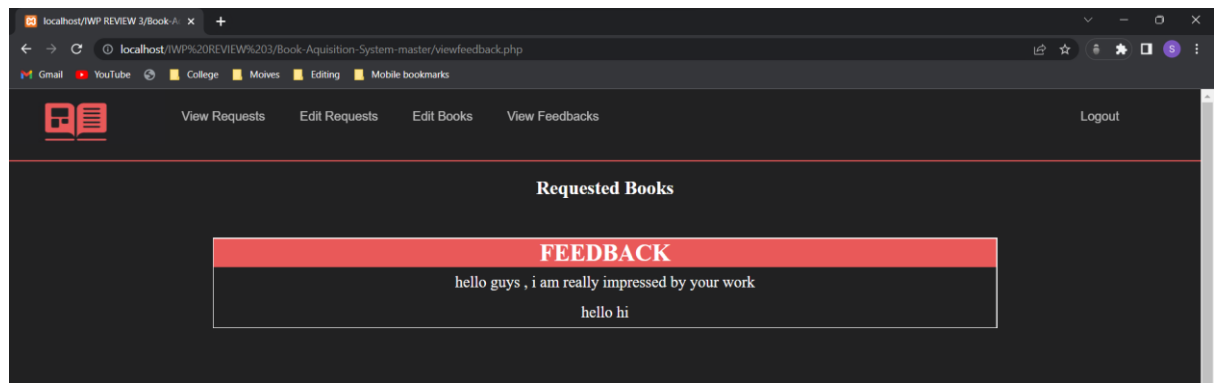 localhost/IWP REVIEW 3/Book-A
localhost/IWP%20REVIEW%203/Book-Aquisition-System-master/viewfeedback.php
S
Gmail YouTube College Moives Editing Mobile bookmarks
View Requests Edit Requests Edit Books View Feedbacks Logout
Requested Books
FEEDBACK
hello guys , i am really impressed by your work
hello hi